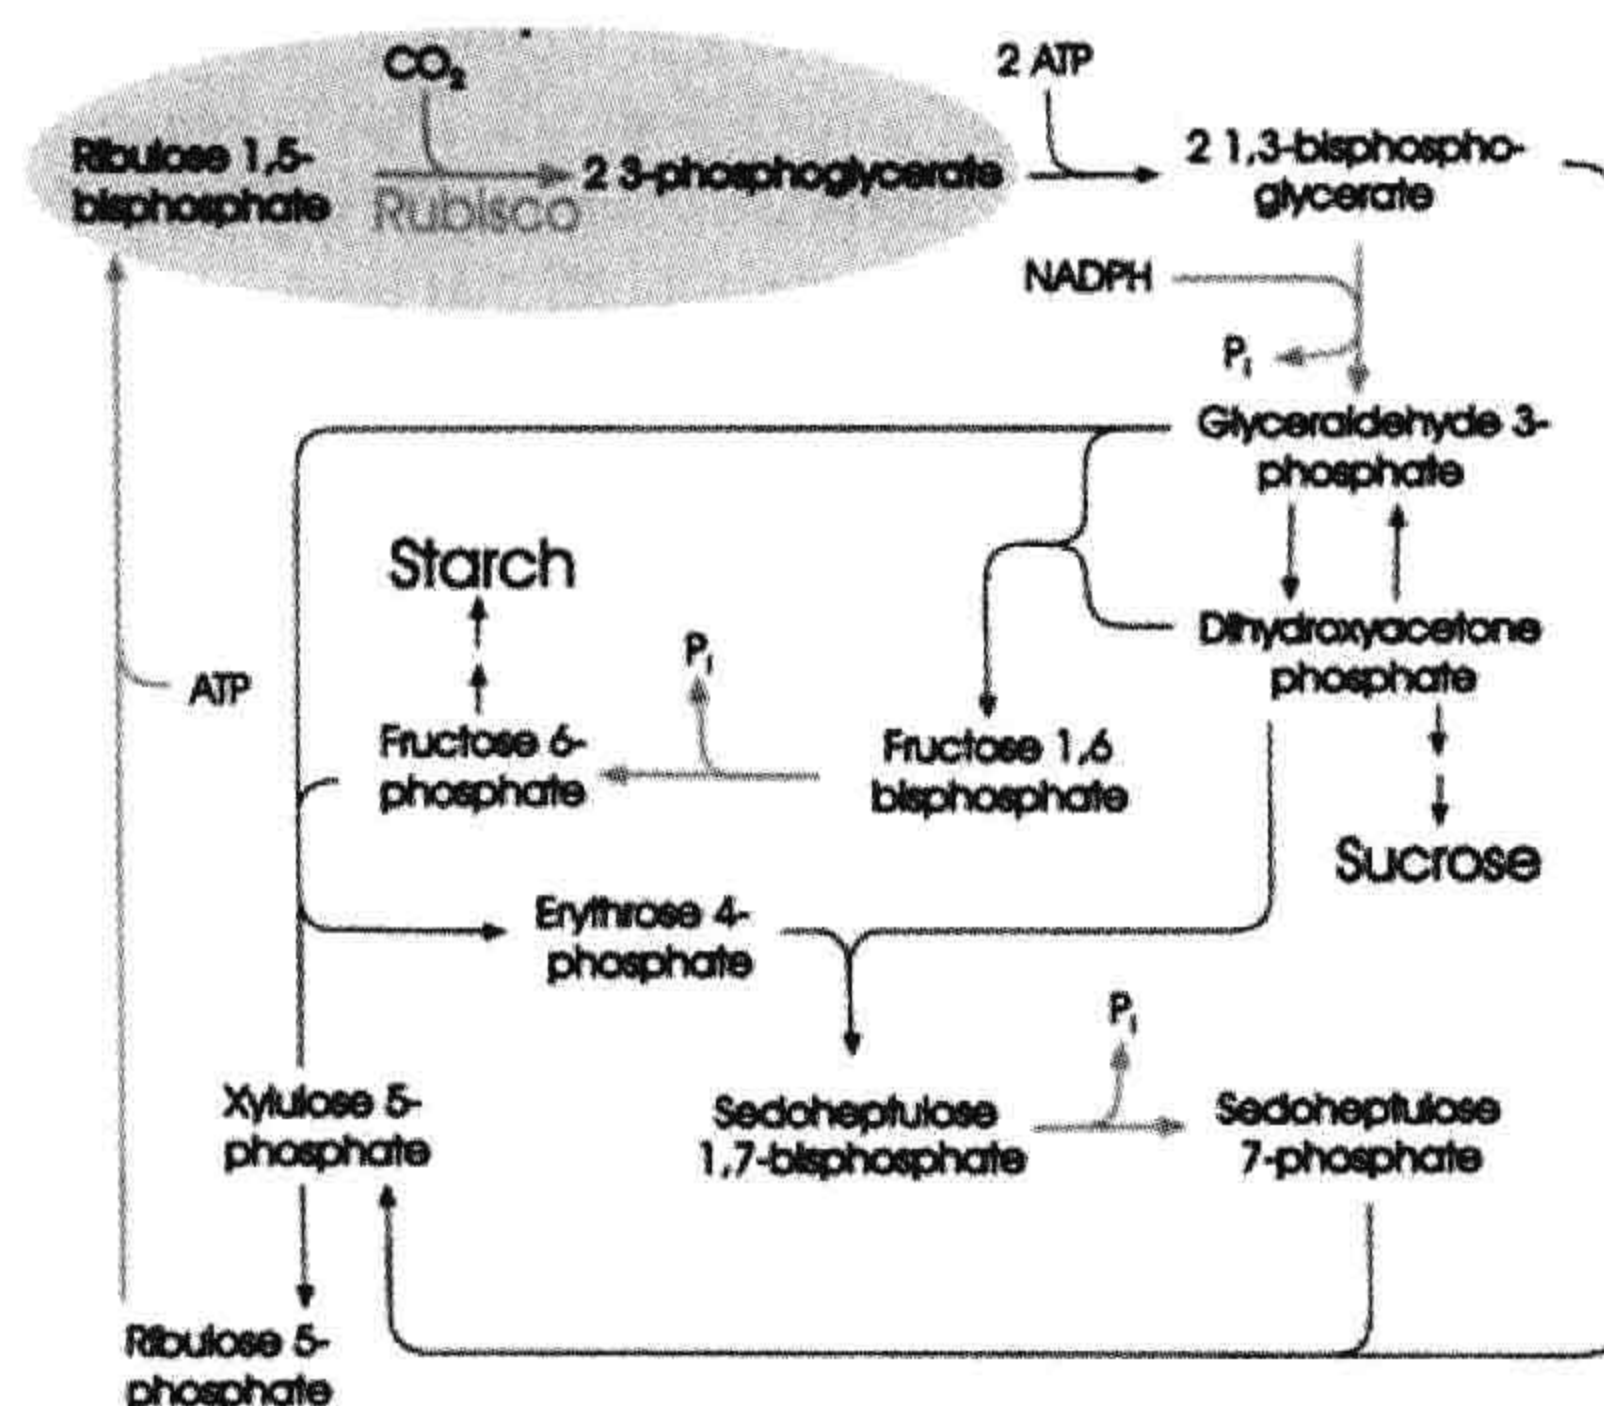 CO₂
2 ATP
Ribulose 1,5-
bisphosphate
Rubisco
2 3-phosphoglycerate
2 1,3-bisphospho-
glycerate
NADPH
Pᵢ
Glyceraldehyde 3-
phosphate
Starch
Dihydroxyacetone
phosphate
Pᵢ
ATP
Fructose 6-
phosphate
Fructose 1,6
bisphosphate
Sucrose
Erythrose 4-
phosphate
Pᵢ
Xylulose 5-
phosphate
Sedoheptulose
1,7-bisphosphate
Sedoheptulose
7-phosphate
Ribulose 5-
phosphate